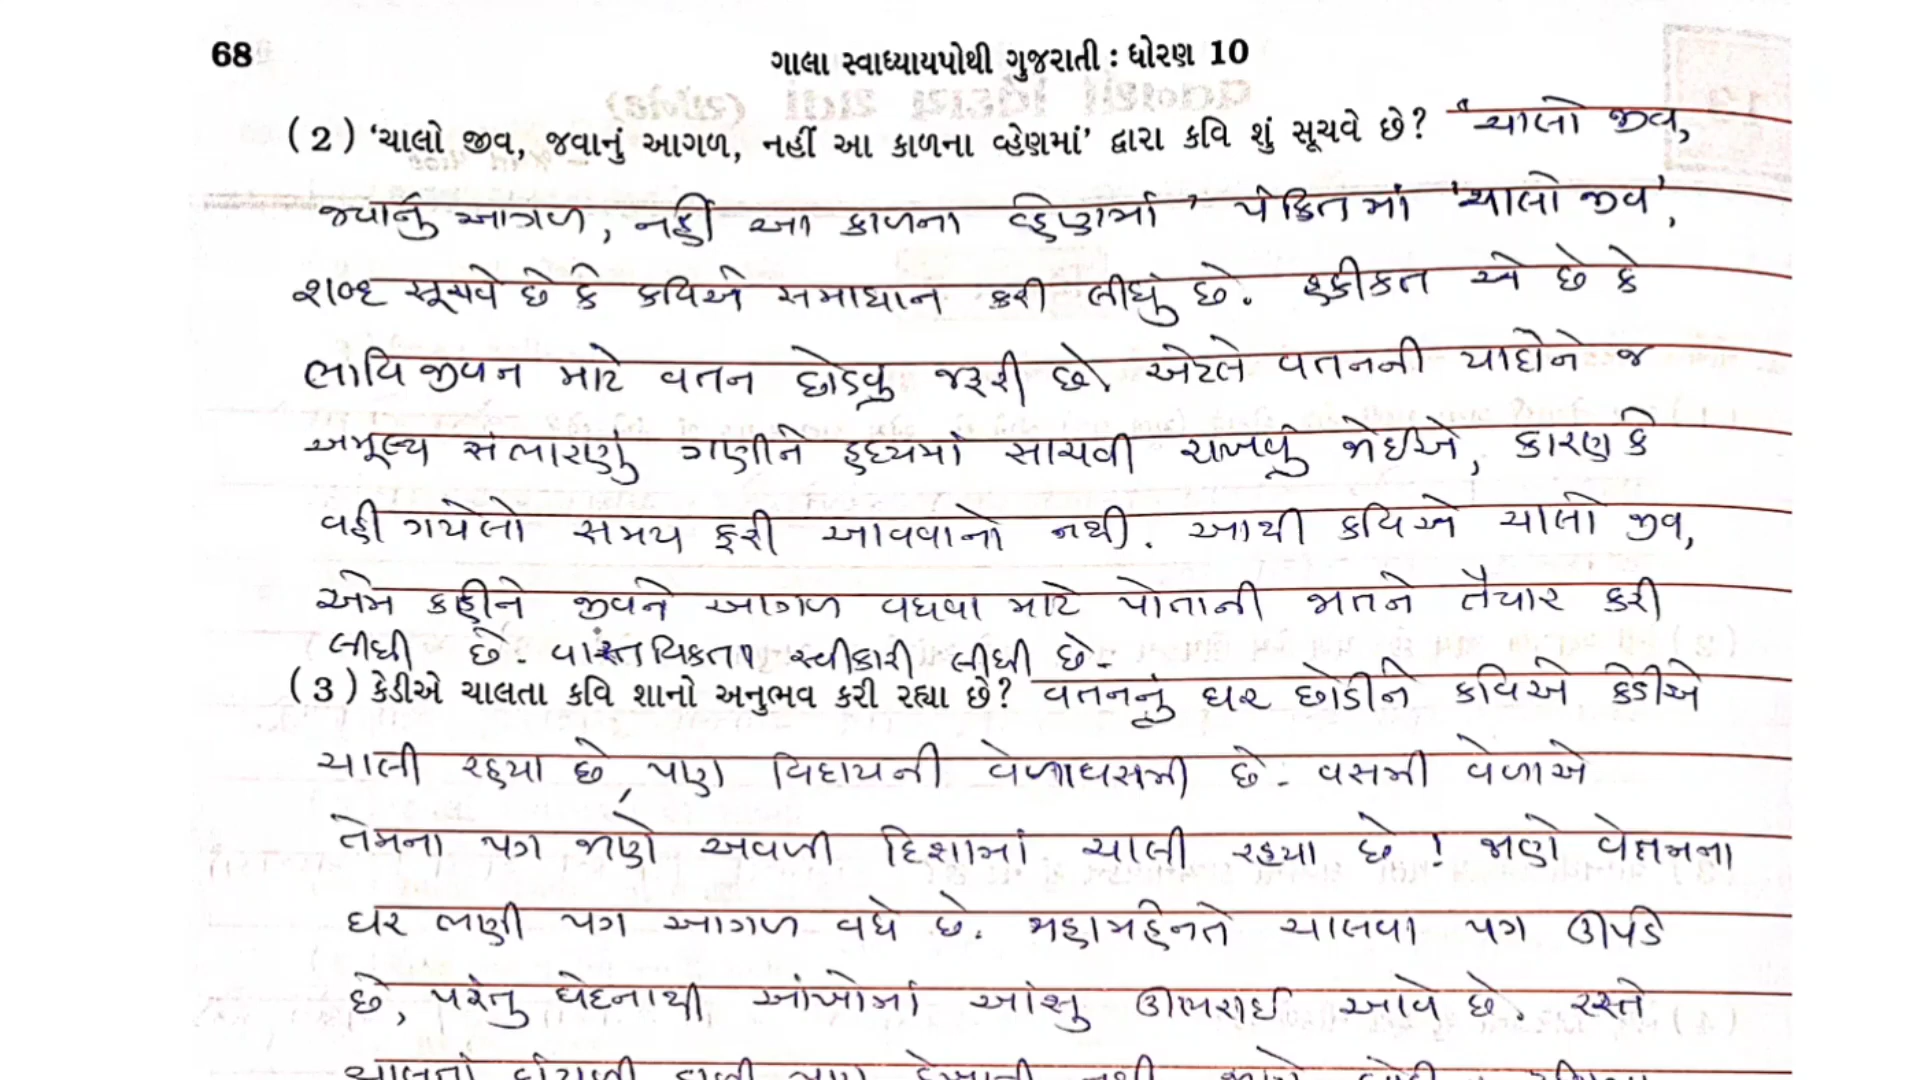 68
ગાલા સ્વાધ્યાયપોથી ગુજરાતી : ધોરણ 10
(2) ‘ચાલો જીવ, જવાનું આગળ, નહીં આ કાળના વ્હેણમાં’ દ્વારા કવિ શું સૂચવે છે? "ચાલો જીવ,
જવાનું આગળ, નહીં આ કાળના વ્હેણમાં' પંક્તિમાં 'ચાલો જીવ',
શબ્દ સૂચવે છે કે કવિએ સમાધાન કરી લીધું છે. હકીકત એ છે કે
ભાવિ જીવન માટે વતન છોડવું જરૂરી છે. એટલે વતનની યાદોને જ
અમૂલ્ય સંભારણું ગણીને હૃદયમાં સાચવી રાખવું જોઈએ, કારણ કે
વહી ગયેલો સમય ફરી આવવાનો નથી. આથી કવિએ ચાલો જીવ,
એમ કહીને જીવને આગળ વધવા માટે પોતાની જાતને તૈયાર કરી
લીધી છે. વાસ્તવિકતા સ્વીકારી લીધી છે.
(3) કેડીએ ચાલતા કવિ શાનો અનુભવ કરી રહ્યા છે? વતનનું ઘર છોડીને કવિએ કેડીએ
ચાલી રહયા છે, પણ વિદાયની છે. વસમી વેળાએ
તેમના પગ જાણે અવળી દિશામાં ચાલી રહયા છે! જાણે
ઘર ભણી પગ આગળ વધે છે. મહામહેનતે ચાલવા પગ ઊપડે
છે, પરંતુ વેદનાથી આંખોમાં આંસુ ઊભરાઈ આવે છે. રસ્તે